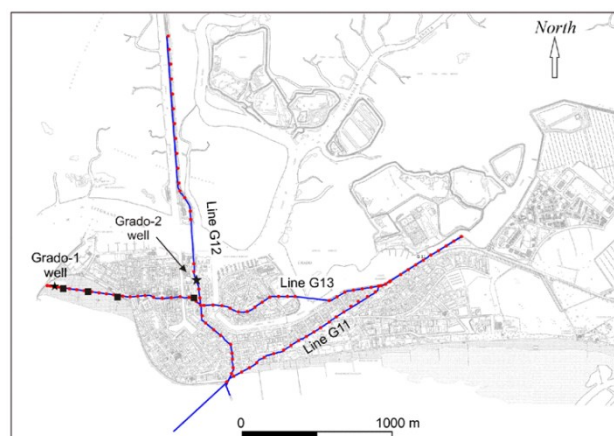 North
Grado-2
well
Line G12
Grado-1
well
Line G13
Line G11
0
1000 m